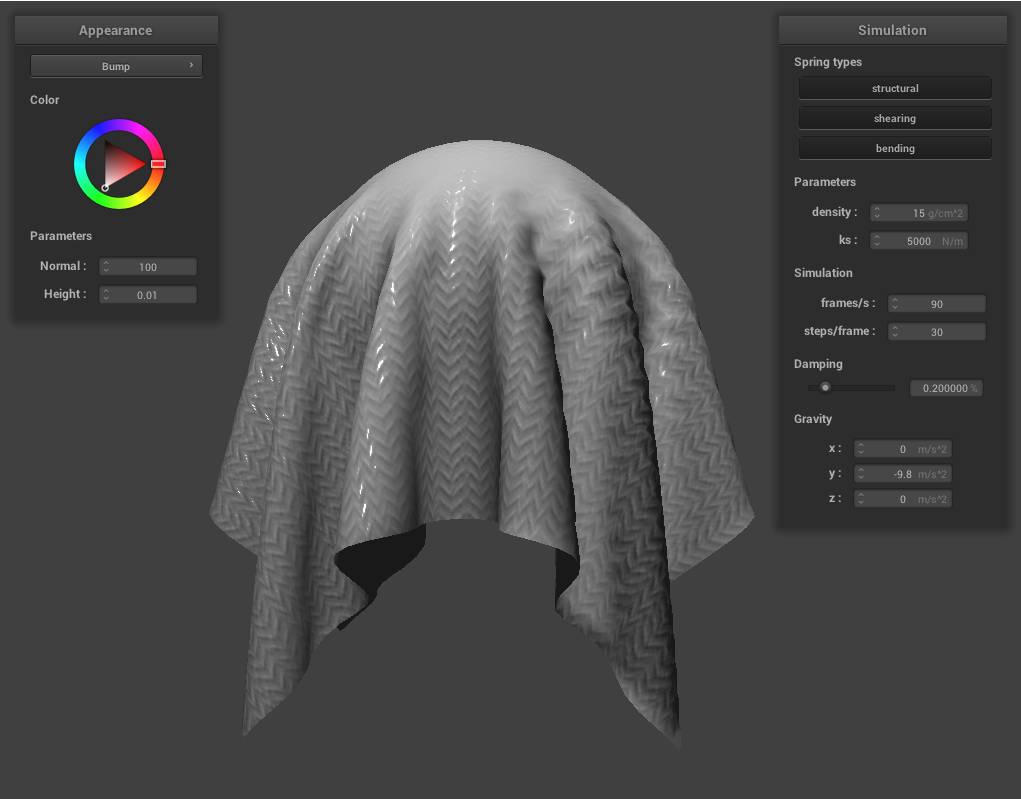 Appearance
Bump
Color
Parameters
Normal : 100
Height : 0.01
Simulation
Spring types
structural
shearing
bending
Parameters
density : 15 g/cm^2
ks : 5000 N/m
Simulation
frames/s : 90
steps/frame : 30
Damping
0.200000 %
Gravity
x : 0 m/s^2
y : -9.8 m/s^2
z : 0 m/s^2